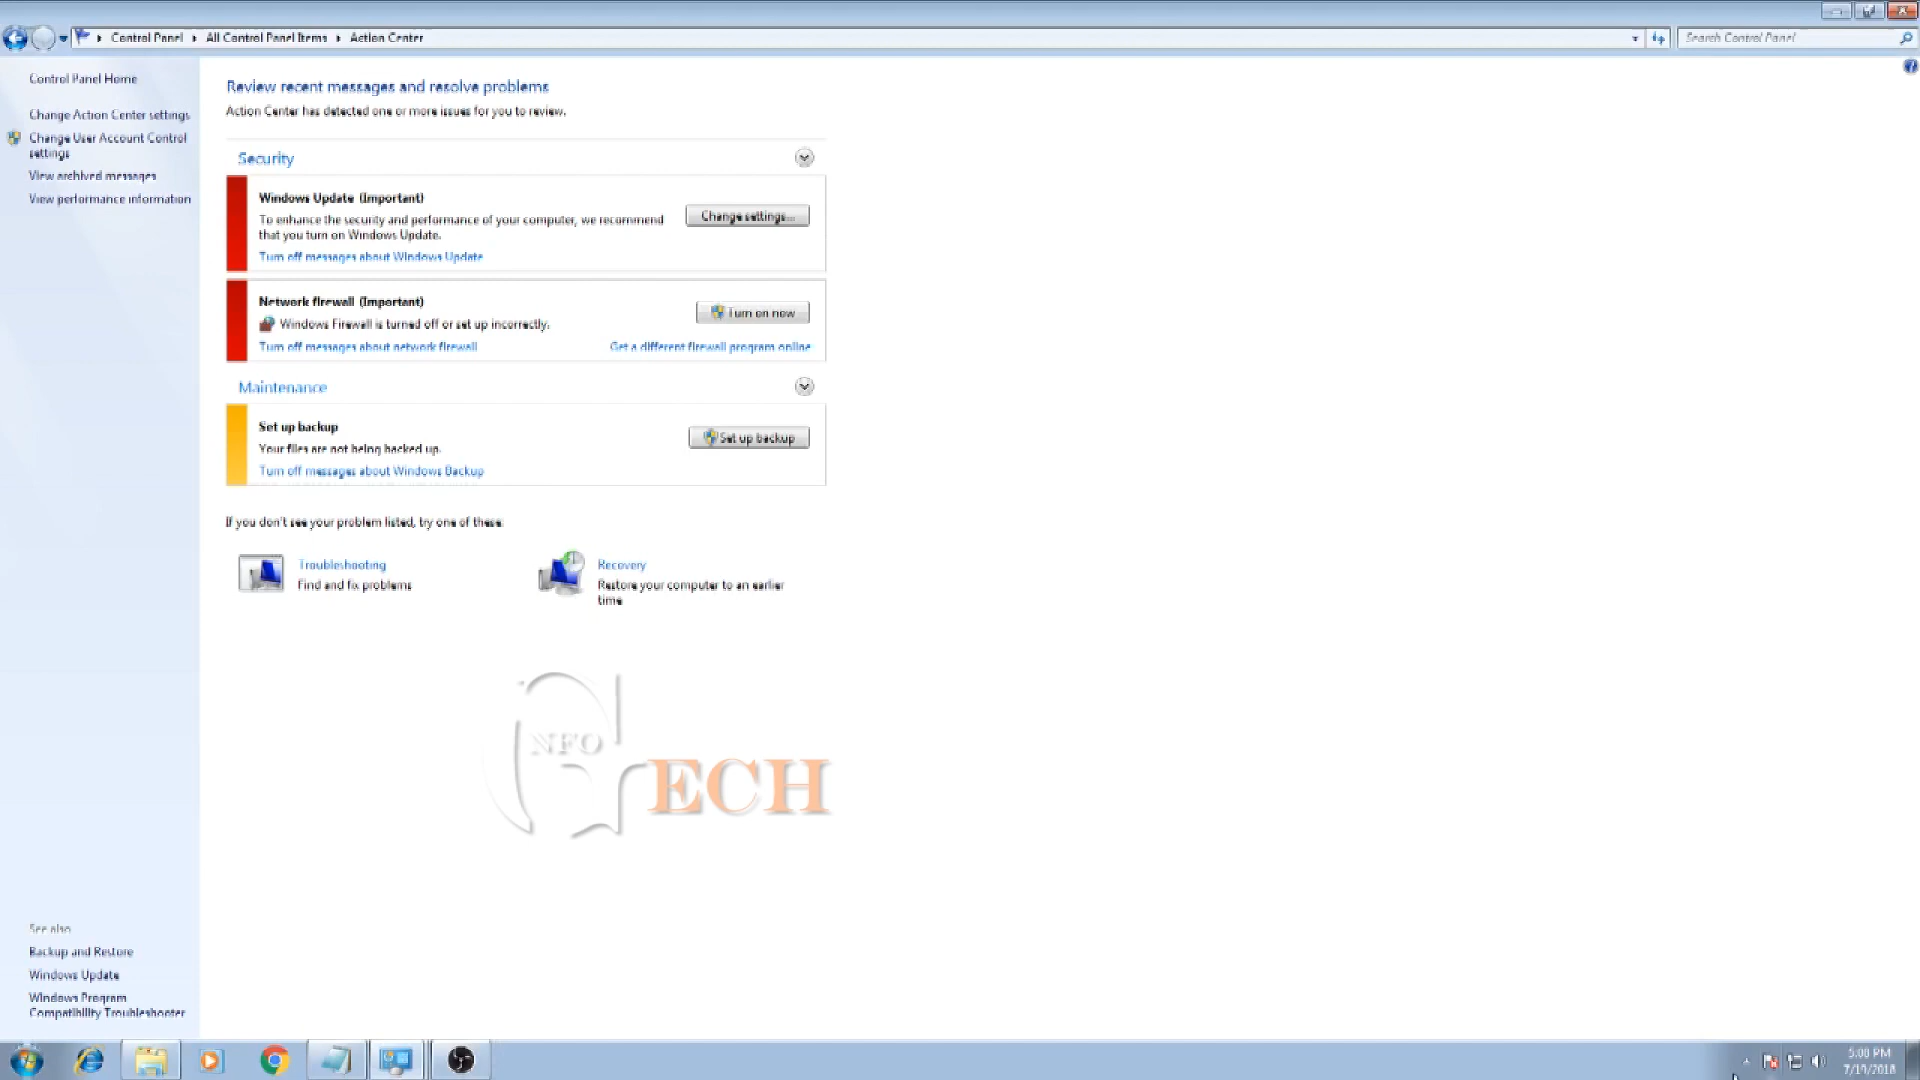 Control Panel ▸ All Control Panel Items ▸ Action Center
Search Control Panel
Control Panel Home
Change Action Center settings
Change User Account Control
settings
View archived messages
View performance information
Review recent messages and resolve problems
Action Center has detected one or more issues for you to review.
Security
Windows Update (Important)
To enhance the security and performance of your computer, we recommend
that you turn on Windows Update.
Change settings...
Turn off messages about Windows Update
Network firewall (Important)
Windows Firewall is turned off or set up incorrectly.
Turn on now
Turn off messages about network firewall
Get a different firewall program online
Maintenance
Set up backup
Your files are not being backed up.
Set up backup
Turn off messages about Windows Backup
If you don't see your problem listed, try one of these:
Troubleshooting
Find and fix problems
Recovery
Restore your computer to an earlier
time
NFO
ECH
See also
Backup and Restore
Windows Update
Windows Program
Compatibility Troubleshooter
5:00 PM
7/19/2018